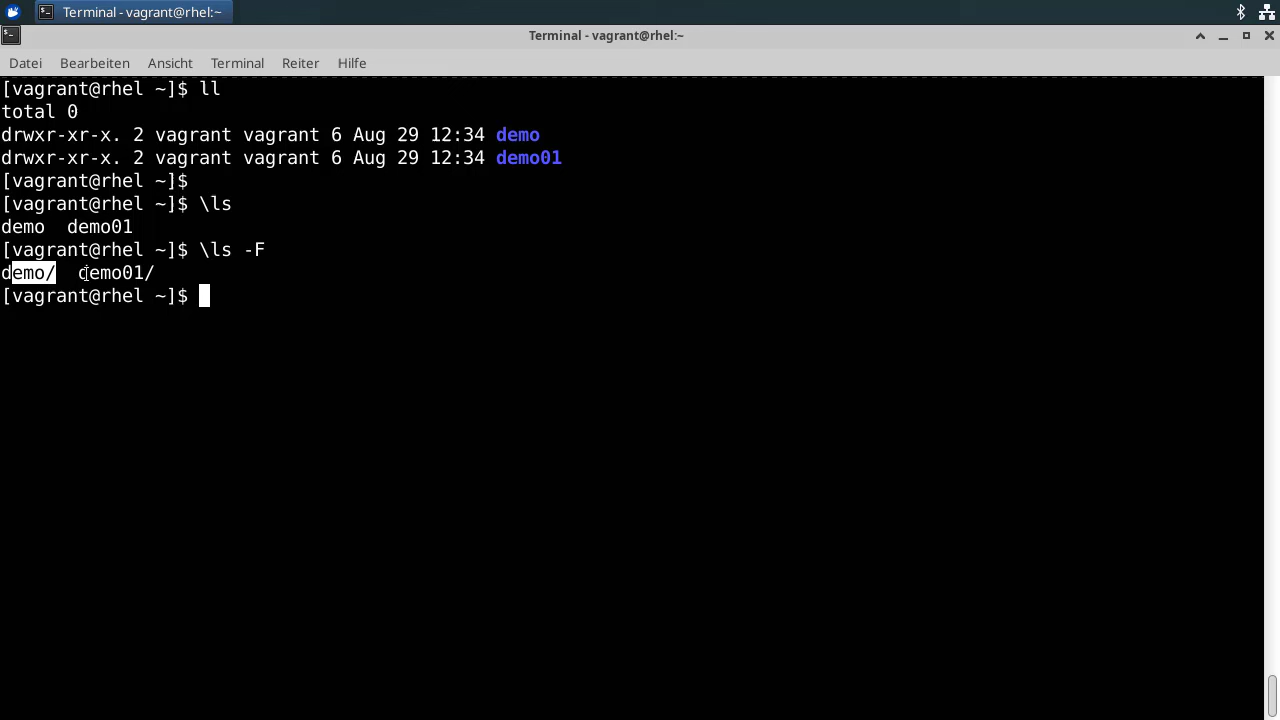 Terminal - vagrant@rhel:~
Terminal - vagrant@rhel:~
Datei Bearbeiten Ansicht Terminal Reiter Hilfe
[vagrant@rhel ~]$ ll
total 0
drwxr-xr-x. 2 vagrant vagrant 6 Aug 29 12:34 demo
drwxr-xr-x. 2 vagrant vagrant 6 Aug 29 12:34 demo01
[vagrant@rhel ~]$
[vagrant@rhel ~]$ \ls
demo  demo01
[vagrant@rhel ~]$ \ls -F
demo/  demo01/
[vagrant@rhel ~]$